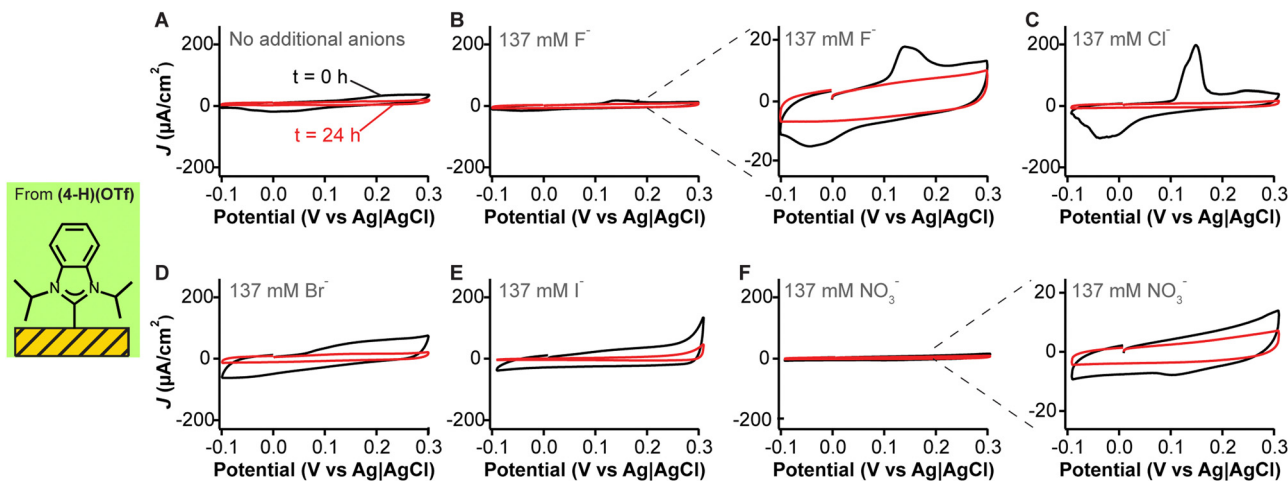 From (4-H)(OTf)
N
N
A
No additional anions
t = 0 h
t = 24 h
J (µA/cm²)
200
0
-200
-0.1 0.0 0.1 0.2 0.3
Potential (V vs Ag|AgCl)
B
137 mM F⁻
200
0
-200
-0.1 0.0 0.1 0.2 0.3
Potential (V vs Ag|AgCl)
137 mM F⁻
20
0
-20
-0.1 0.0 0.1 0.2 0.3
Potential (V vs Ag|AgCl)
C
137 mM Cl⁻
200
0
-200
-0.1 0.0 0.1 0.2 0.3
Potential (V vs Ag|AgCl)
D
137 mM Br⁻
J (µA/cm²)
200
0
-200
-0.1 0.0 0.1 0.2 0.3
Potential (V vs Ag|AgCl)
E
137 mM I⁻
200
0
-200
0.0 0.1 0.2 0.3
Potential (V vs Ag|AgCl)
F
137 mM NO₃⁻
200
0
-200
0.0 0.1 0.2 0.3
Potential (V vs Ag|AgCl)
137 mM NO₃⁻
20
0
-20
0.0 0.1 0.2 0.3
Potential (V vs Ag|AgCl)